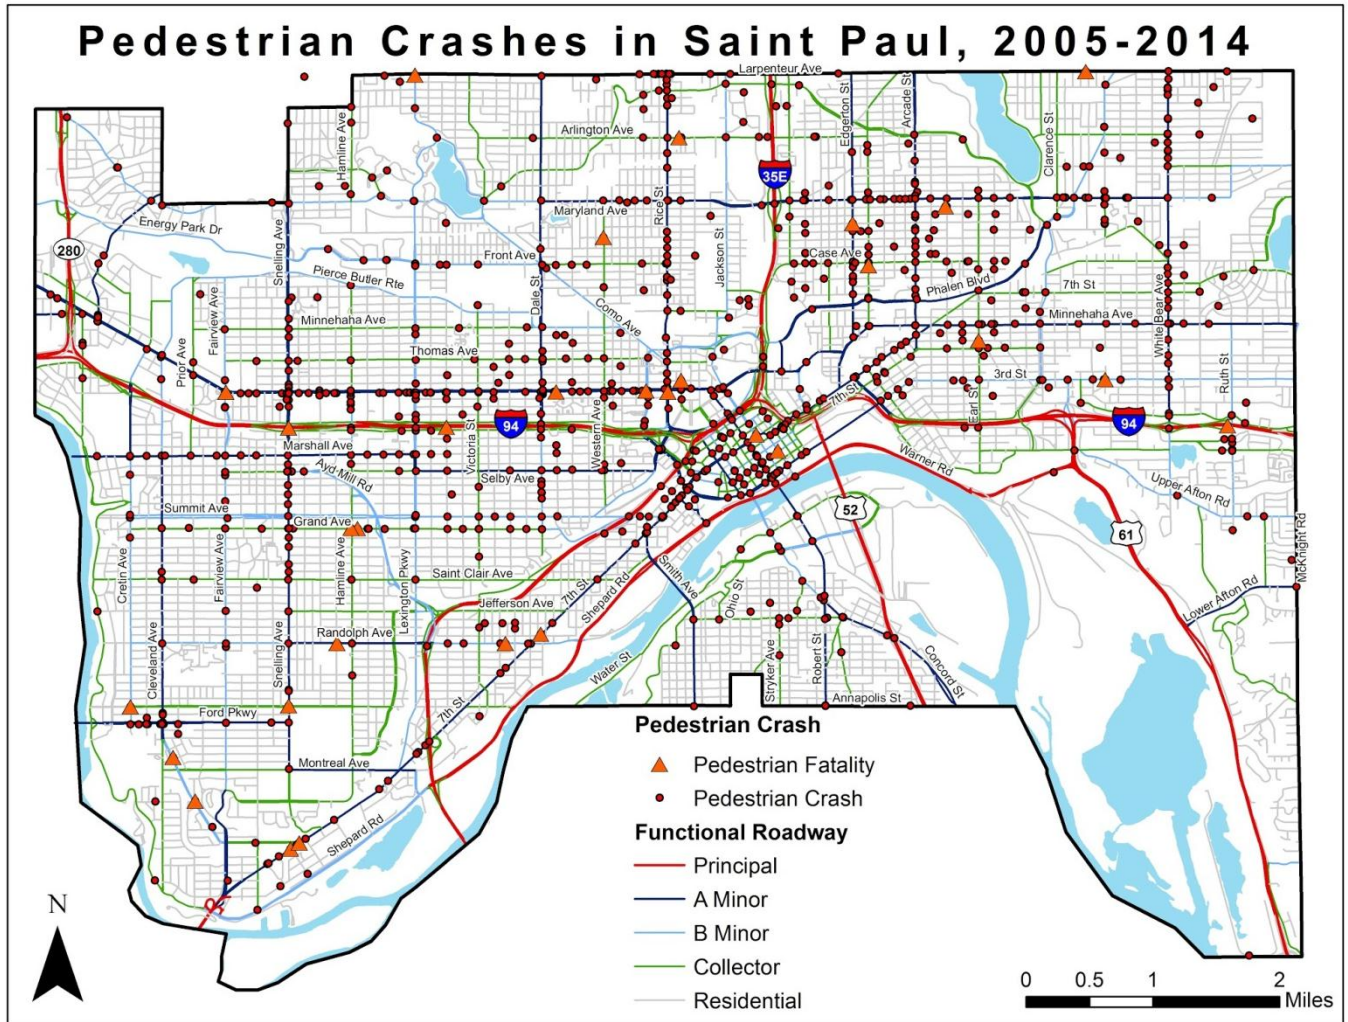 Pedestrian Crashes in Saint Paul, 2005-2014
Larpenteur Ave
Hamline Ave
Arlington Ave
Edgerton St
Arcade St
Clarence St
35E
Rice St
Maryland Ave
Energy Park Dr
Snelling Ave
280
Front Ave
Jackson St
Case Ave
Pierce Butler Rte
Dale St
Phalen Blvd
7th St
Fairview Ave
Minnehaha Ave
Como Ave
Minnehaha Ave
White Bear Ave
Prior Ave
Thomas Ave
3rd St
Ruth St
7th St
Earl St
94
94
Western Ave
Victoria St
Marshall Ave
Ayd Mill Rd
Selby Ave
Warner Rd
Upper Afton Rd
Summit Ave
Grand Ave
52
61
McKnight Rd
Cretin Ave
Fairview Ave
Hamline Ave
Lexington Pkwy
Saint Clair Ave
7th St
Shepard Rd
Smith Ave
Ohio St
Lower Afton Rd
Jefferson Ave
Randolph Ave
Cleveland Ave
Snelling Ave
Water St
Stryker Ave
Robert St
Concord St
Ford Pkwy
7th St
Annapolis St
Montreal Ave
Shepard Rd
Pedestrian Crash
Pedestrian Fatality
Pedestrian Crash
Functional Roadway
Principal
A Minor
B Minor
Collector
Residential
N
0 0.5 1 2
Miles